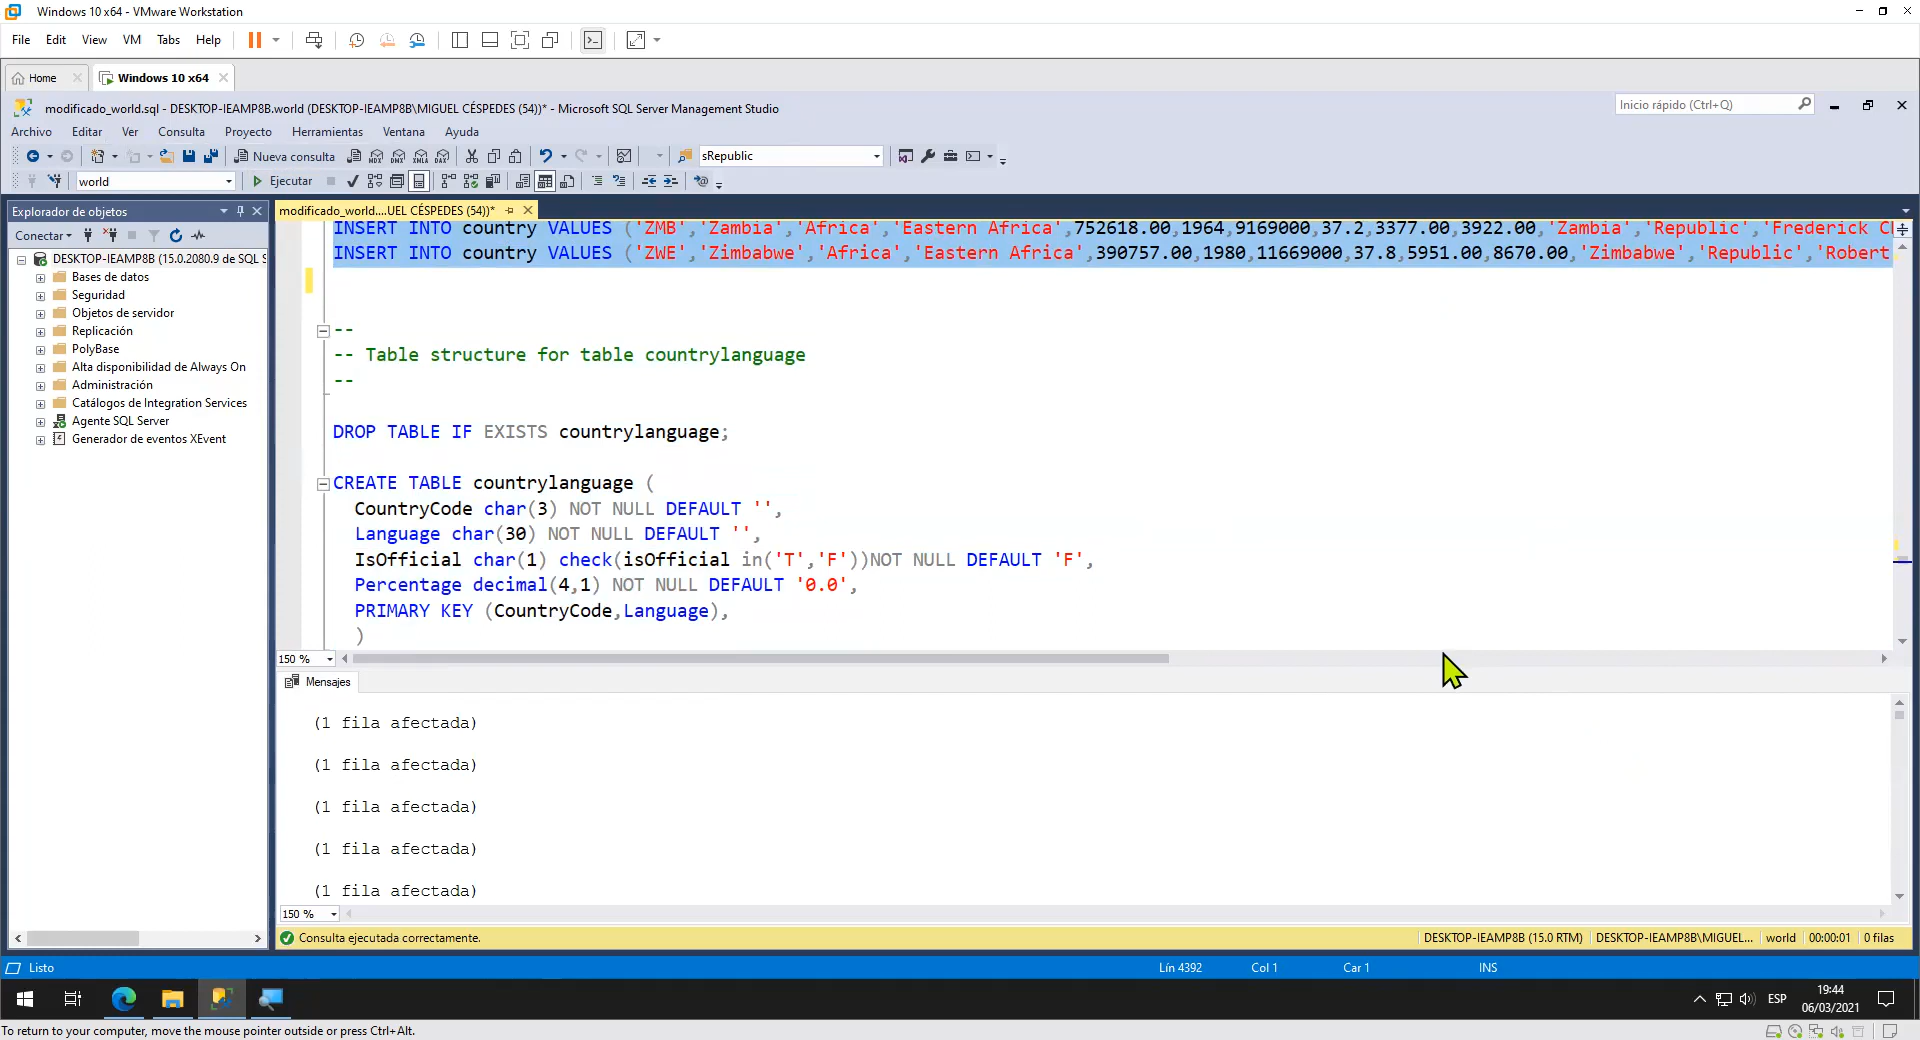 Windows 10 x64 - VMware Workstation
File Edit View VM Tabs Help
Home
Windows 10 x64
modificado_world.sql - DESKTOP-IEAMP8B.world (DESKTOP-IEAMP8B\MIGUEL CÉSPEDES (54))* - Microsoft SQL Server Management Studio
Inicio rápido (Ctrl+Q)
Archivo Editar Ver Consulta Proyecto Herramientas Ventana Ayuda
Nueva consulta
MDX DMX XMLA DAX
sRepublic
world
Ejecutar
Explorador de objetos
Conectar
DESKTOP-IEAMP8B (15.0.2080.9 de SQL S
Bases de datos
Seguridad
Objetos de servidor
Replicación
PolyBase
Alta disponibilidad de Always On
Administración
Catálogos de Integration Services
Agente SQL Server
Generador de eventos XEvent
modificado_world....UEL CÉSPEDES (54))*
INSERT INTO country VALUES ('ZMB','Zambia','Africa','Eastern Africa',752618.00,1964,9169000,37.2,3377.00,3922.00,'Zambia','Republic','Frederick Cl
INSERT INTO country VALUES ('ZWE','Zimbabwe','Africa','Eastern Africa',390757.00,1980,11669000,37.8,5951.00,8670.00,'Zimbabwe','Republic','Robert
--
-- Table structure for table countrylanguage
--
DROP TABLE IF EXISTS countrylanguage;
CREATE TABLE countrylanguage (
CountryCode char(3) NOT NULL DEFAULT '',
Language char(30) NOT NULL DEFAULT '',
IsOfficial char(1) check(isOfficial in('T','F'))NOT NULL DEFAULT 'F',
Percentage decimal(4,1) NOT NULL DEFAULT '0.0',
PRIMARY KEY (CountryCode,Language),
)
150 %
Mensajes
(1 fila afectada)
(1 fila afectada)
(1 fila afectada)
(1 fila afectada)
(1 fila afectada)
150 %
Consulta ejecutada correctamente.
DESKTOP-IEAMP8B (15.0 RTM) DESKTOP-IEAMP8B\MIGUEL... world 00:00:01 0 filas
Listo
Lín 4392 Col 1 Car 1 INS
ESP
19:44
06/03/2021
To return to your computer, move the mouse pointer outside or press Ctrl+Alt.